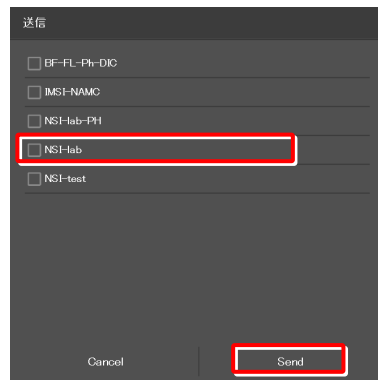 送信
BF-FL-Ph-DIC
IMSI-NAMC
NSI-lab-PH
NSI-lab
NSI-test
Cancel
Send